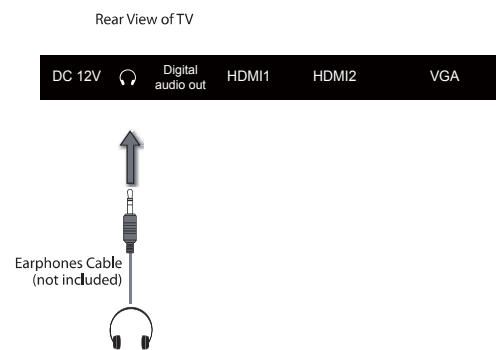 Rear View of TV
DC 12V
Digital
audio out
HDMI1
HDMI2
VGA
Earphones Cable
(not included)